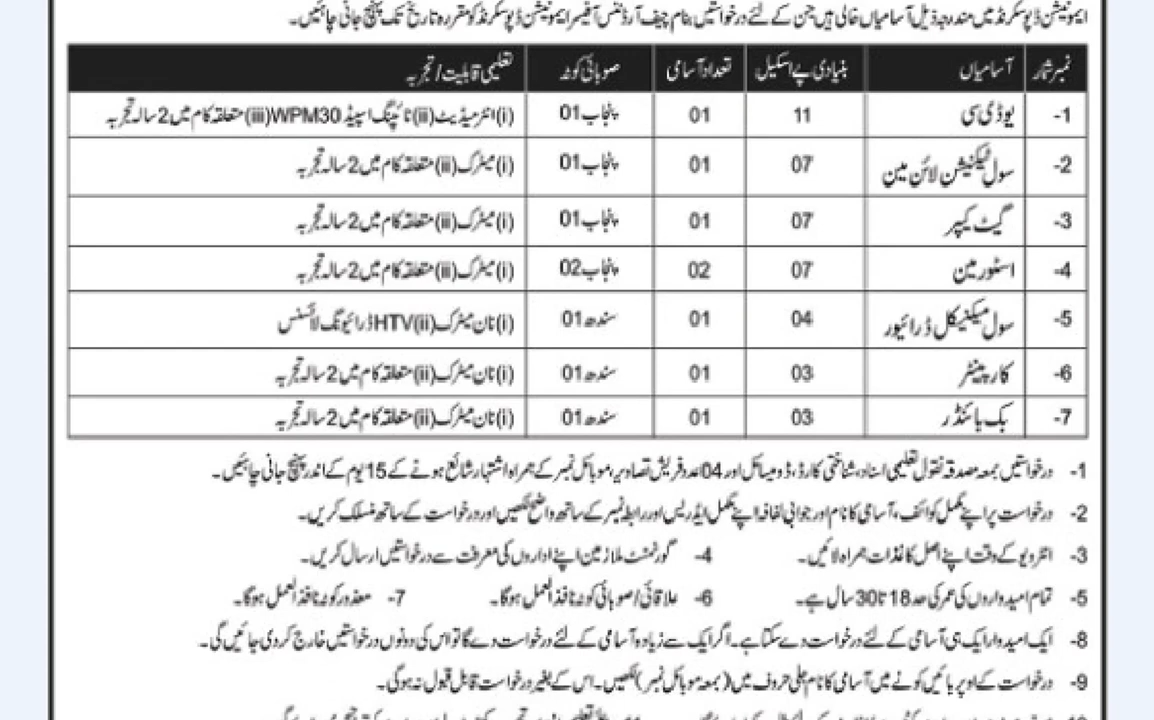 ایمونیشن ڈپو سکرنڈ میں مندرجہ ذیل آسامیاں خالی ہیں جن کے لئے درخواستیں بنام چیف آرڈننس آفیسر ایمونیشن ڈپو سکرنڈ کو مقررہ تاریخ تک پہنچ جانی چاہئیں۔
نمبر شمار آسامیاں بنیادی پے اسکیل تعداد آسامی صوبائی کوٹہ تعلیمی قابلیت/تجربہ
1- یو ڈی سی 11 01 پنجاب 01 (i) انٹرمیڈیٹ (ii) ٹائپنگ اسپیڈ 30WPM (iii) متعلقہ کام میں 2 سالہ تجربہ
2- سول ٹیکنیشن لائن مین 07 01 پنجاب 01 (i) میٹرک (ii) متعلقہ کام میں 2 سالہ تجربہ
3- گیٹ کیپر 07 01 پنجاب 01 (i) میٹرک (ii) متعلقہ کام میں 2 سالہ تجربہ
4- اسٹور مین 07 02 پنجاب 02 (i) میٹرک (ii) متعلقہ کام میں 2 سالہ تجربہ
5- سول میکنیکل ڈرائیور 04 01 سندھ 01 (i) نان میٹرک (ii) HTV ڈرائیونگ لائسنس
6- کارپینٹر 03 01 سندھ 01 (i) نان میٹرک (ii) متعلقہ کام میں 2 سالہ تجربہ
7- بک بائنڈر 03 01 سندھ 01 (i) نان میٹرک (ii) متعلقہ کام میں 2 سالہ تجربہ
1- درخواستیں بمعہ مصدقہ نقول تعلیمی اسناد، شناختی کارڈ، ڈومیسائل اور 04 عدد فریش تصاویر، موبائل نمبر کے ہمراہ اشتہار شائع ہونے کے 15 یوم کے اندر پہنچ جانی چاہئیں۔
2- درخواست پر اپنے مکمل کوائف، آسامی کا نام اور جوابی لفافہ اپنے مکمل ایڈریس اور رابطہ نمبر کے ساتھ واضح لکھیں اور درخواست کے ساتھ منسلک کریں۔
3- انٹرویو کے وقت اپنے اصل کاغذات ہمراہ لائیں۔ 4- گورنمنٹ ملازمین اپنے اداروں کی معرفت سے درخواستیں ارسال کریں۔
5- تمام امیدواروں کی عمر کی حد 18 تا 30 سال ہے۔ 6- علاقائی/صوبائی کوٹہ نافذ العمل ہوگا۔ 7- معذور کوٹہ نافذ العمل ہوگا۔
8- ایک امیدوار ایک ہی آسامی کے لئے درخواست دے سکتا ہے۔ اگر ایک سے زیادہ آسامی کے لئے درخواست دے گا تو اس کی دونوں درخواستیں خارج کر دی جائیں گی۔
9- درخواست کے اوپر بائیں کونے میں آسامی کا نام جلی حروف میں (بمعہ موبائل نمبر) لکھیں۔ اس کے بغیر درخواست قابل قبول نہ ہوگی۔